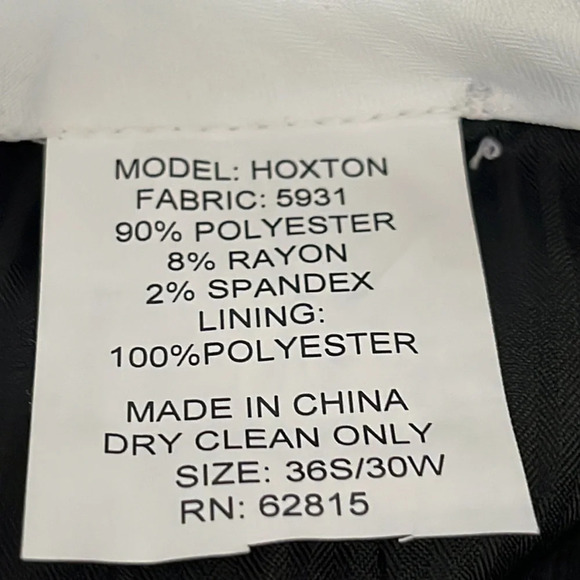 MODEL: HOXTON
FABRIC: 5931
90% POLYESTER
8% RAYON
2% SPANDEX
LINING:
100%POLYESTER
MADE IN CHINA
DRY CLEAN ONLY
SIZE: 36S/30W
RN: 62815